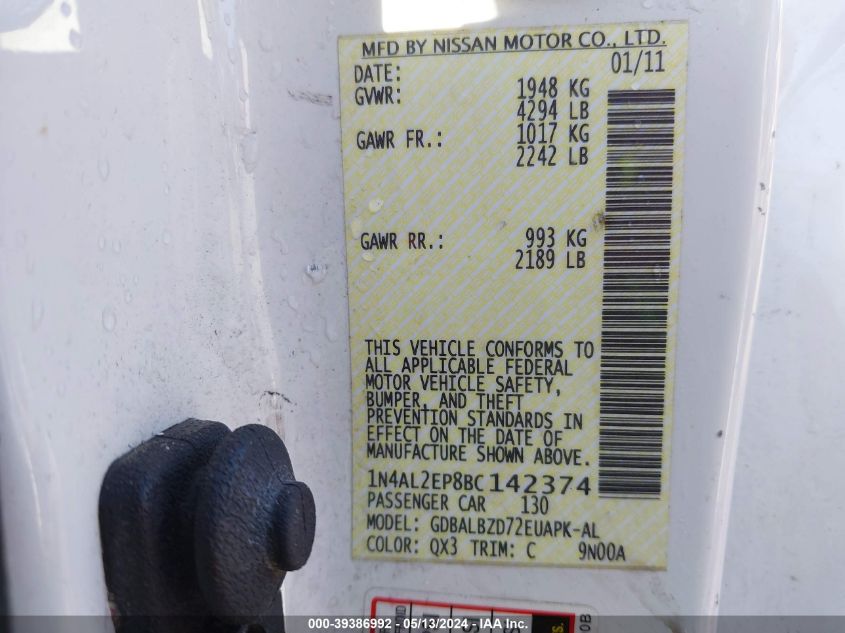 MFD BY NISSAN MOTOR CO., LTD.
DATE: 01/11
GVWR: 1948 KG
4294 LB
GAWR FR.: 1017 KG
2242 LB
GAWR RR.: 993 KG
2189 LB
THIS VEHICLE CONFORMS TO
ALL APPLICABLE FEDERAL
MOTOR VEHICLE SAFETY,
BUMPER, AND THEFT
PREVENTION STANDARDS IN
EFFECT ON THE DATE OF
MANUFACTURE SHOWN ABOVE.
1N4AL2EP8BC142374
PASSENGER CAR 130
MODEL: GDBALBZD72EUAPK-AL
COLOR: QX3 TRIM: C 9N00A
000-39386992 - 05/13/2024 - IAA Inc.